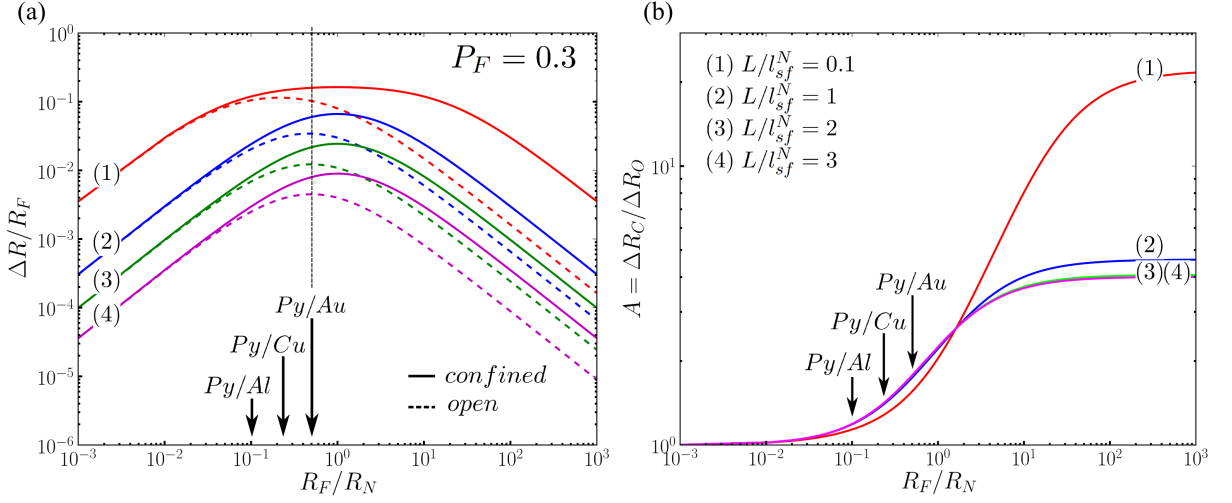 (a)
10^0
10^-1
10^-2
10^-3
10^-4
10^-5
10^-6
ΔR/R_F
P_F = 0.3
(1)
(2)
(3)
(4)
Py/Au
Py/Cu
Py/Al
confined
open
10^-3
10^-2
10^-1
10^0
10^1
10^2
10^3
R_F/R_N
(b)
A = ΔR_C/ΔR_O
10^1
10^0
(1) L/l_sf^N = 0.1
(2) L/l_sf^N = 1
(3) L/l_sf^N = 2
(4) L/l_sf^N = 3
(1)
(2)
(3)(4)
Py/Au
Py/Cu
Py/Al
10^-3
10^-2
10^-1
10^0
10^1
10^2
10^3
R_F/R_N